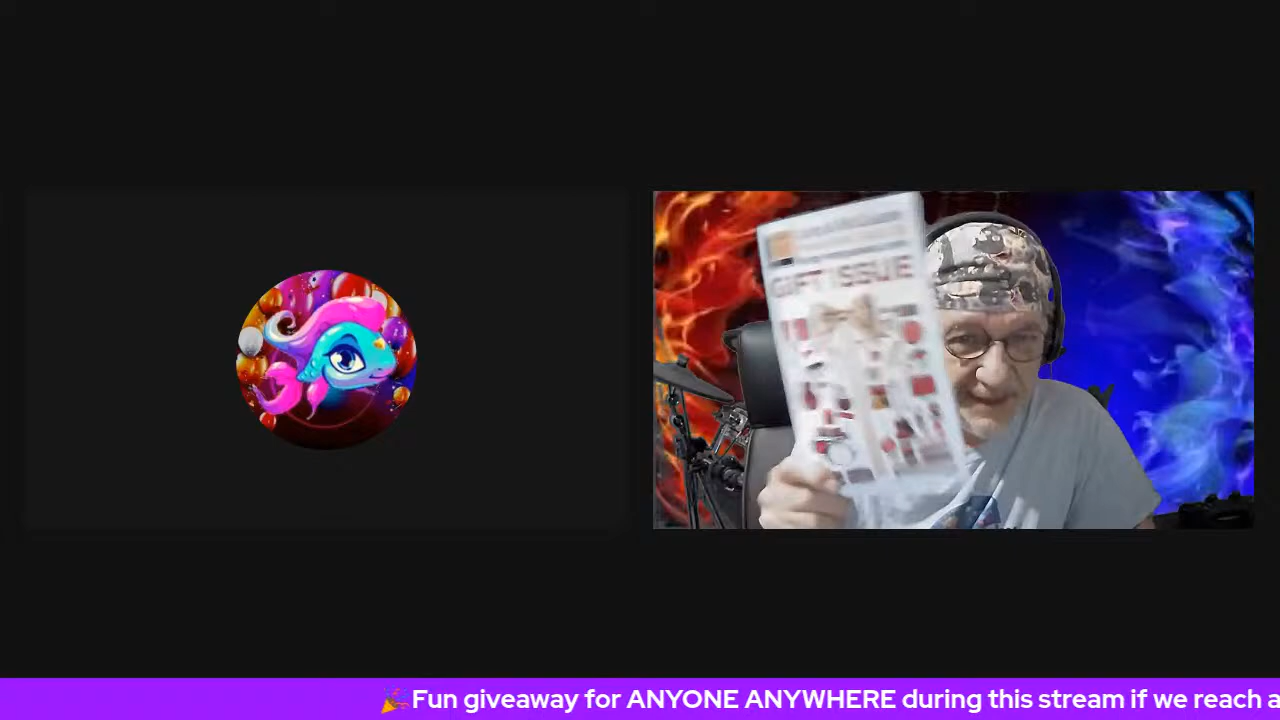 GIFT ISSUE
🎉Fun giveaway for ANYONE ANYWHERE during this stream if we reach a